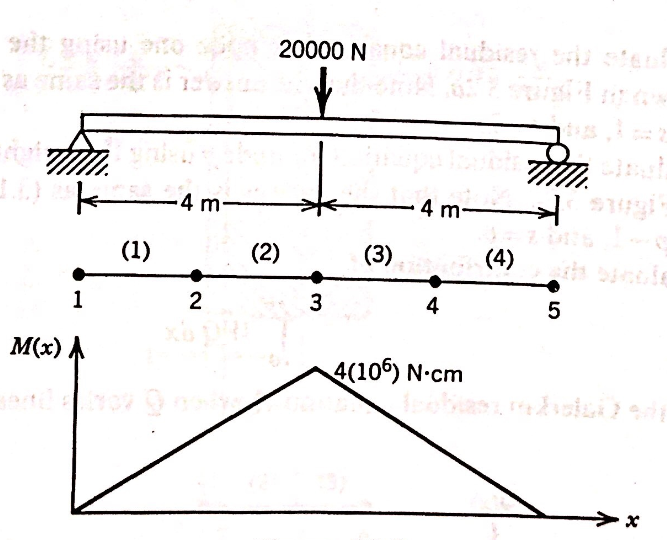 20000 N
4 m
4 m
(1)
(2)
(3)
(4)
1
2
3
4
5
M(x)
4(10⁶) N·cm
x